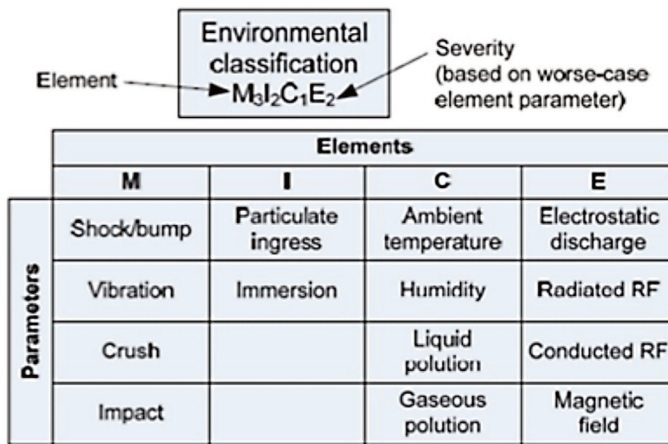 Environmental
classification
M₃I₂C₁E₂
Element
Severity
(based on worse-case
element parameter)
Elements
M I C E
Parameters
Shock/bump Particulate ingress Ambient temperature Electrostatic discharge
Vibration Immersion Humidity Radiated RF
Crush Liquid polution Conducted RF
Impact Gaseous polution Magnetic field